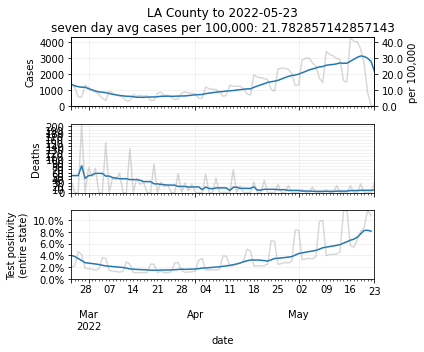 LA County to 2022-05-23
seven day avg cases per 100,000: 21.782857142857143
4000
3000
2000
1000
0
Cases
40.0
30.0
20.0
10.0
0.0
per 100,000
200
100
0
Deaths
10.0%
8.0%
6.0%
4.0%
2.0%
0.0%
Test positivity
(entire state)
28 07 14 21 28 04 11 18 25 02 09 16 23
Mar Apr May
2022
date